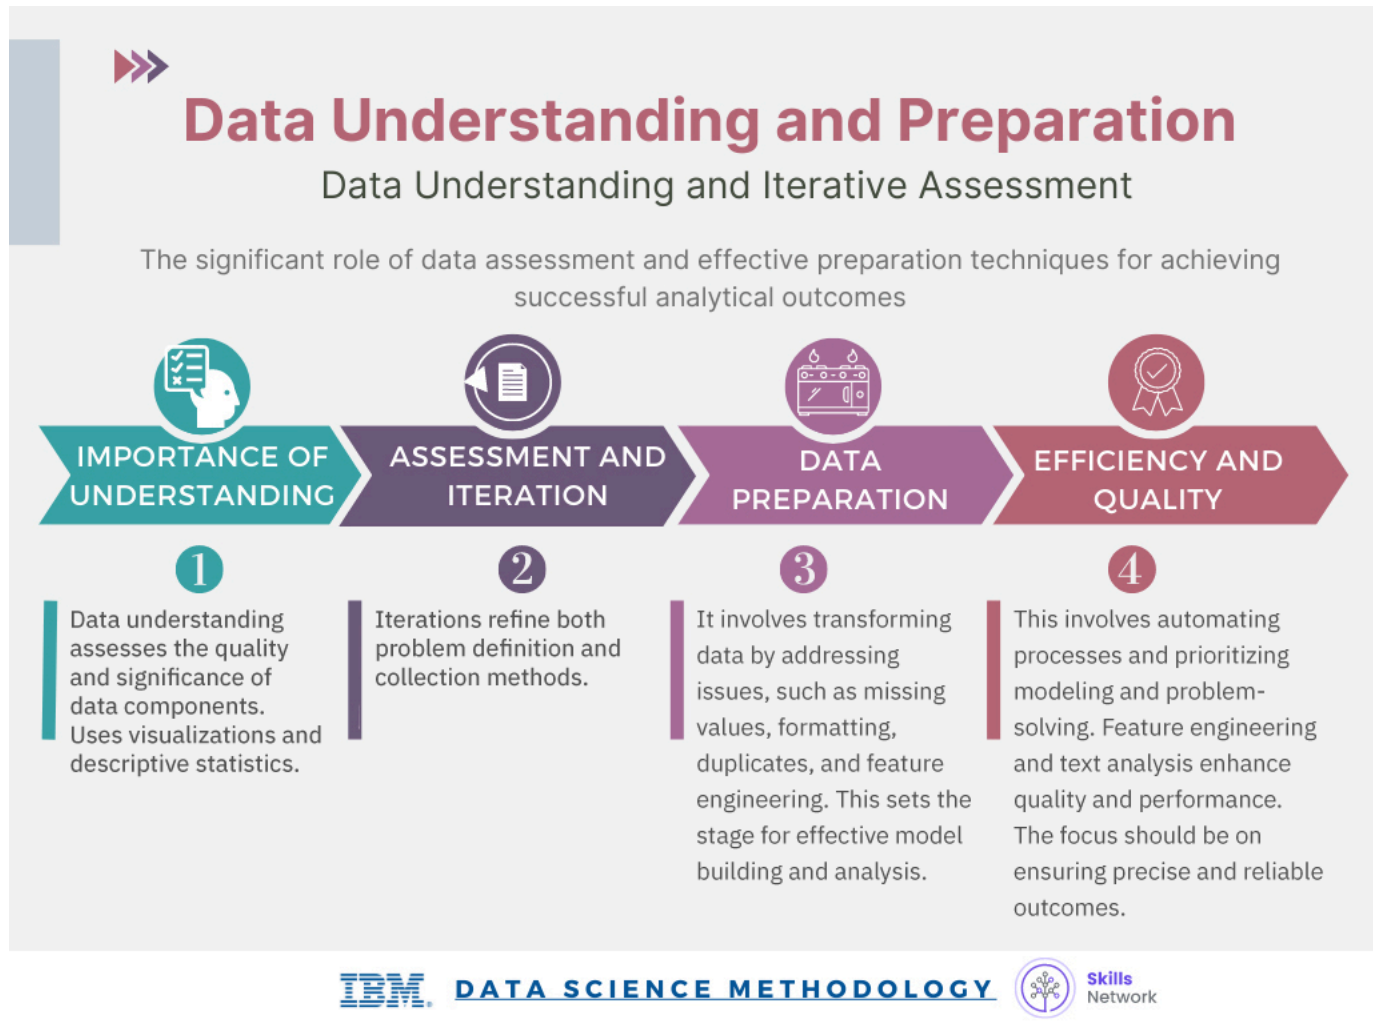 Data Understanding and Preparation
Data Understanding and Iterative Assessment
The significant role of data assessment and effective preparation techniques for achieving
successful analytical outcomes
IMPORTANCE OF
UNDERSTANDING
1
Data understanding
assesses the quality
and significance of
data components.
Uses visualizations and
descriptive statistics.
ASSESSMENT AND
ITERATION
2
Iterations refine both
problem definition and
collection methods.
DATA
PREPARATION
3
It involves transforming
data by addressing
issues, such as missing
values, formatting,
duplicates, and feature
engineering. This sets the
stage for effective model
building and analysis.
EFFICIENCY AND
QUALITY
4
This involves automating
processes and prioritizing
modeling and problem-
solving. Feature engineering
and text analysis enhance
quality and performance.
The focus should be on
ensuring precise and reliable
outcomes.
IBM® DATA SCIENCE METHODOLOGY
Skills
Network